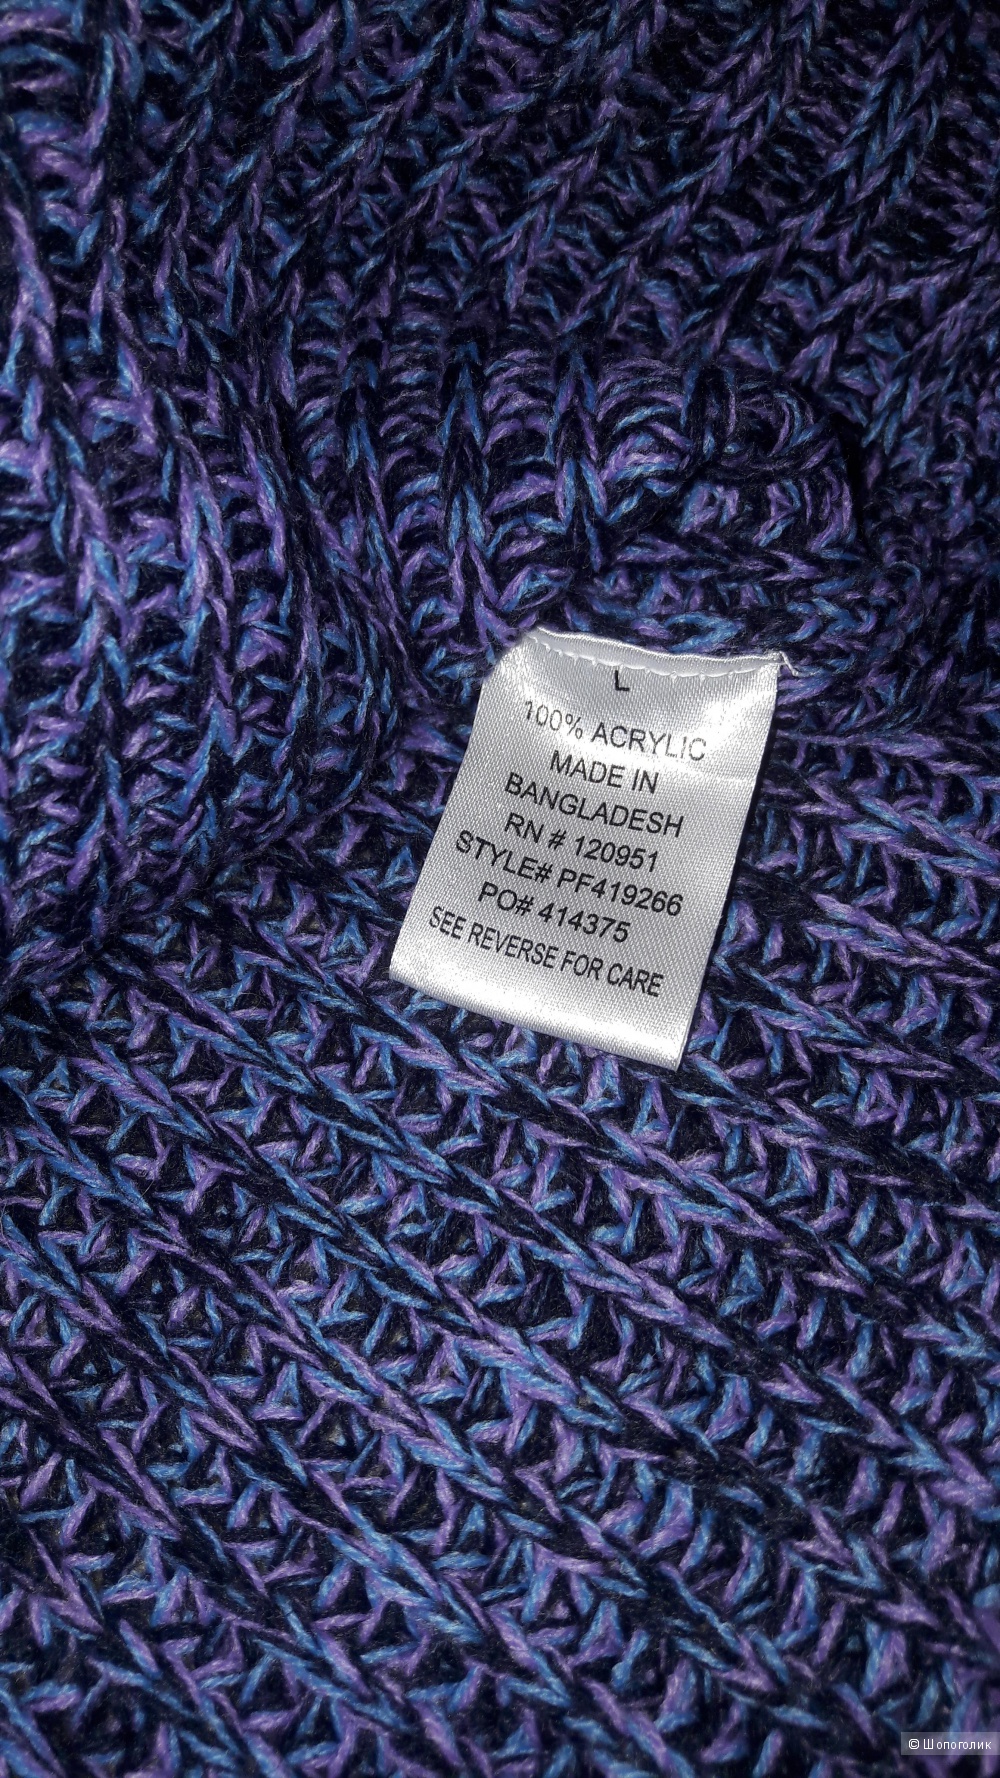 L
100% ACRYLIC
MADE IN
BANGLADESH
RN # 120951
STYLE# PF419266
PO# 414375
SEE REVERSE FOR CARE
© Шопоголик